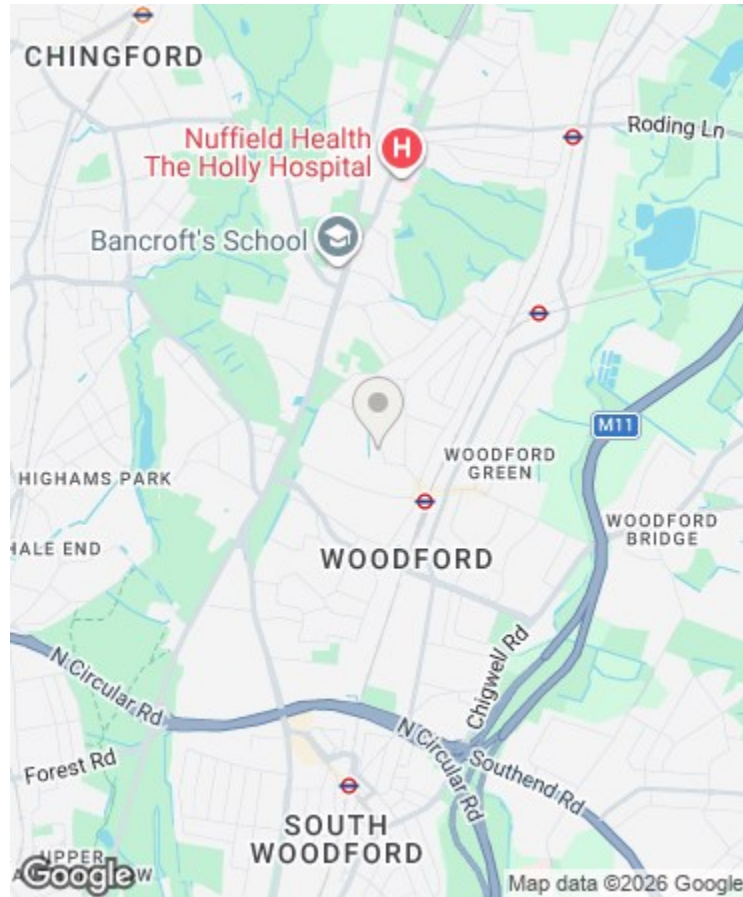 CHINGFORD
Nuffield Health
The Holly Hospital
H
Roding Ln
Bancroft's School
M11
WOODFORD
GREEN
HIGHAMS PARK
WOODFORD
BRIDGE
HALE END
WOODFORD
N Circular Rd
Chigwell Rd
N Circular Rd
Southend Rd
Forest Rd
SOUTH
WOODFORD
UPPER
Google
Map data ©2026 Google